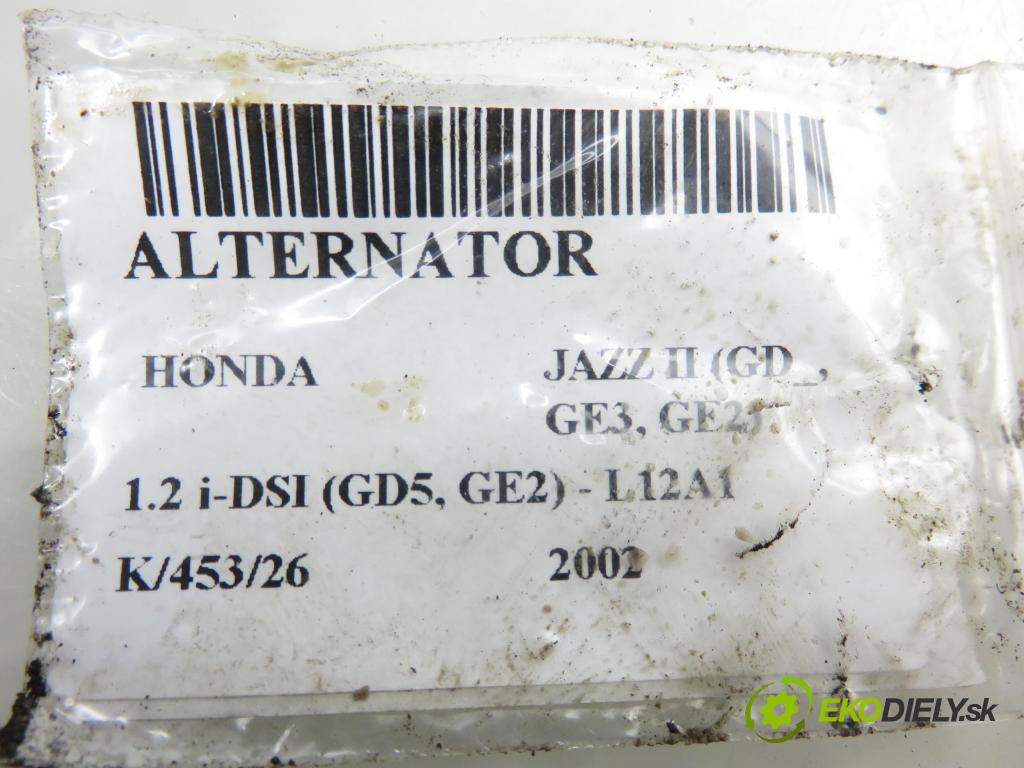 ALTERNATOR
HONDA JAZZ II (GD_,
GE3, GE2)
1.2 i-DSI (GD5, GE2) - L12A1
K/453/26 2002
EKODIELY.sk